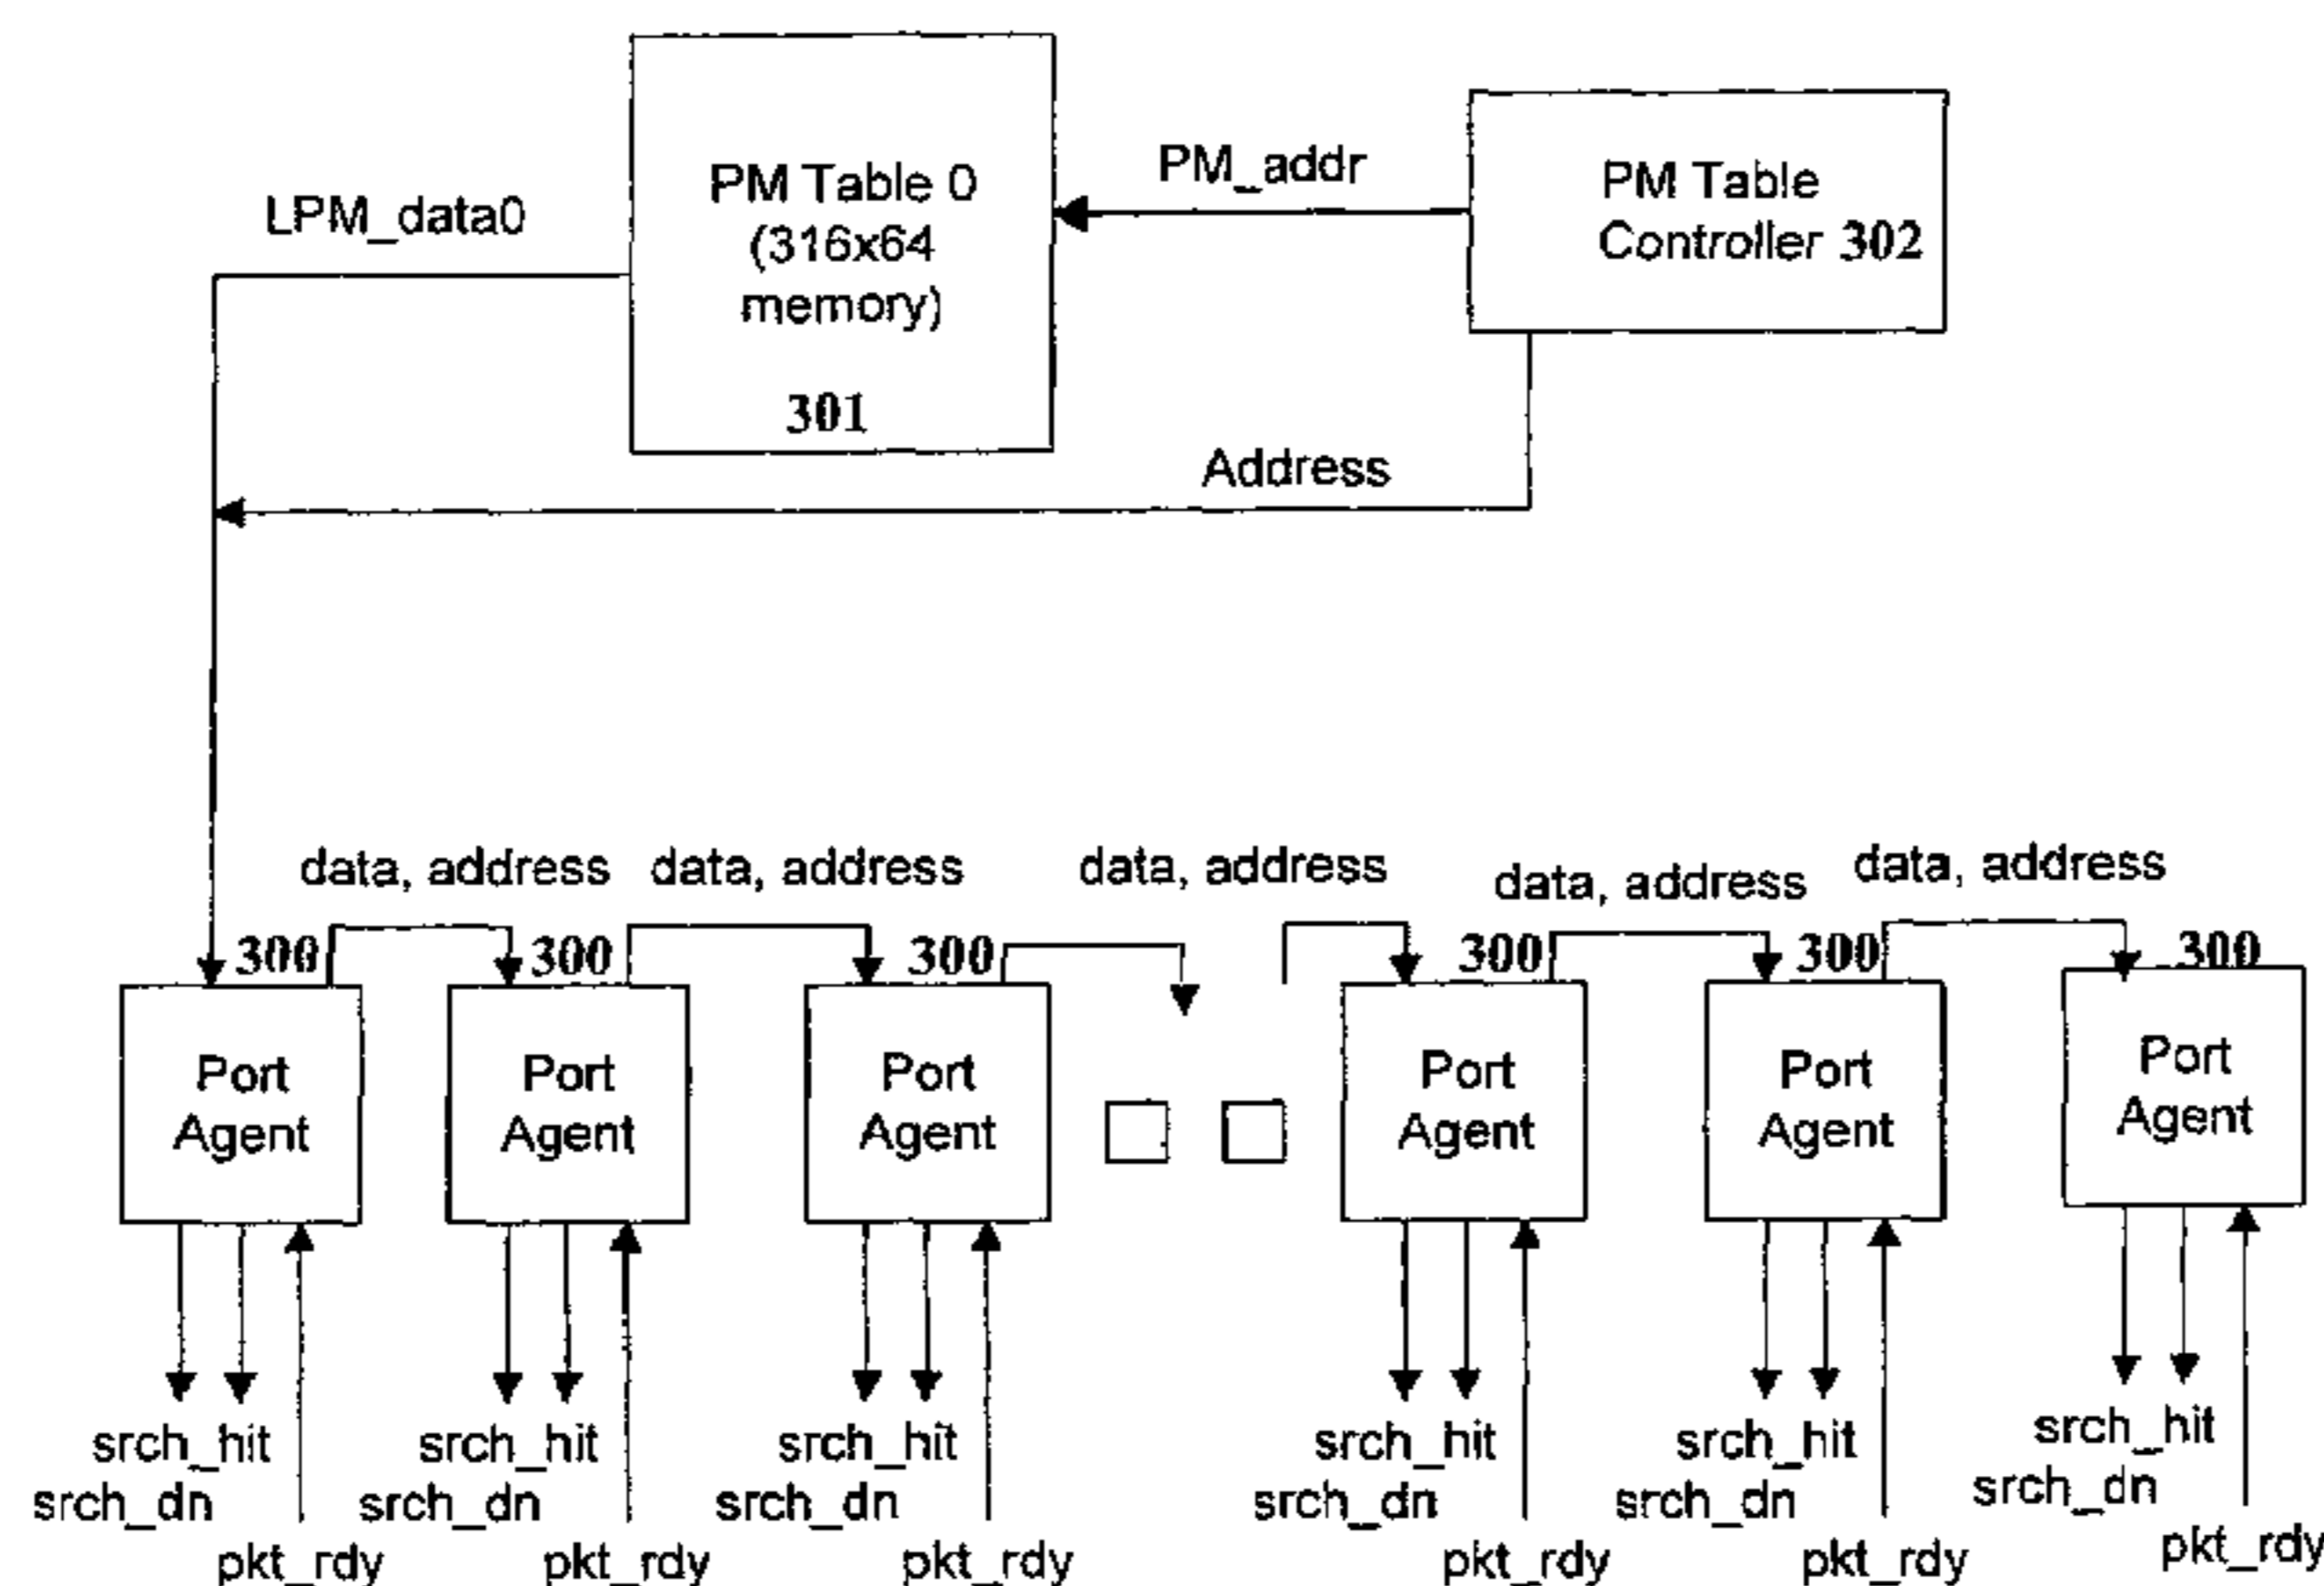 PM Table 0
(316x64
memory)
301
PM_addr
PM Table
Controller 302
LPM_data0
Address
data, address
data, address
data, address
data, address
data, address
300
300
300
300
300
300
Port
Agent
Port
Agent
Port
Agent
Port
Agent
Port
Agent
Port
Agent
srch_hit
srch_dn
pkt_rdy
srch_hit
srch_dn
pkt_rdy
srch_hit
srch_dn
pkt_rdy
srch_hit
srch_dn
pkt_rdy
srch_hit
srch_dn
pkt_rdy
srch_hit
srch_dn
pkt_rdy